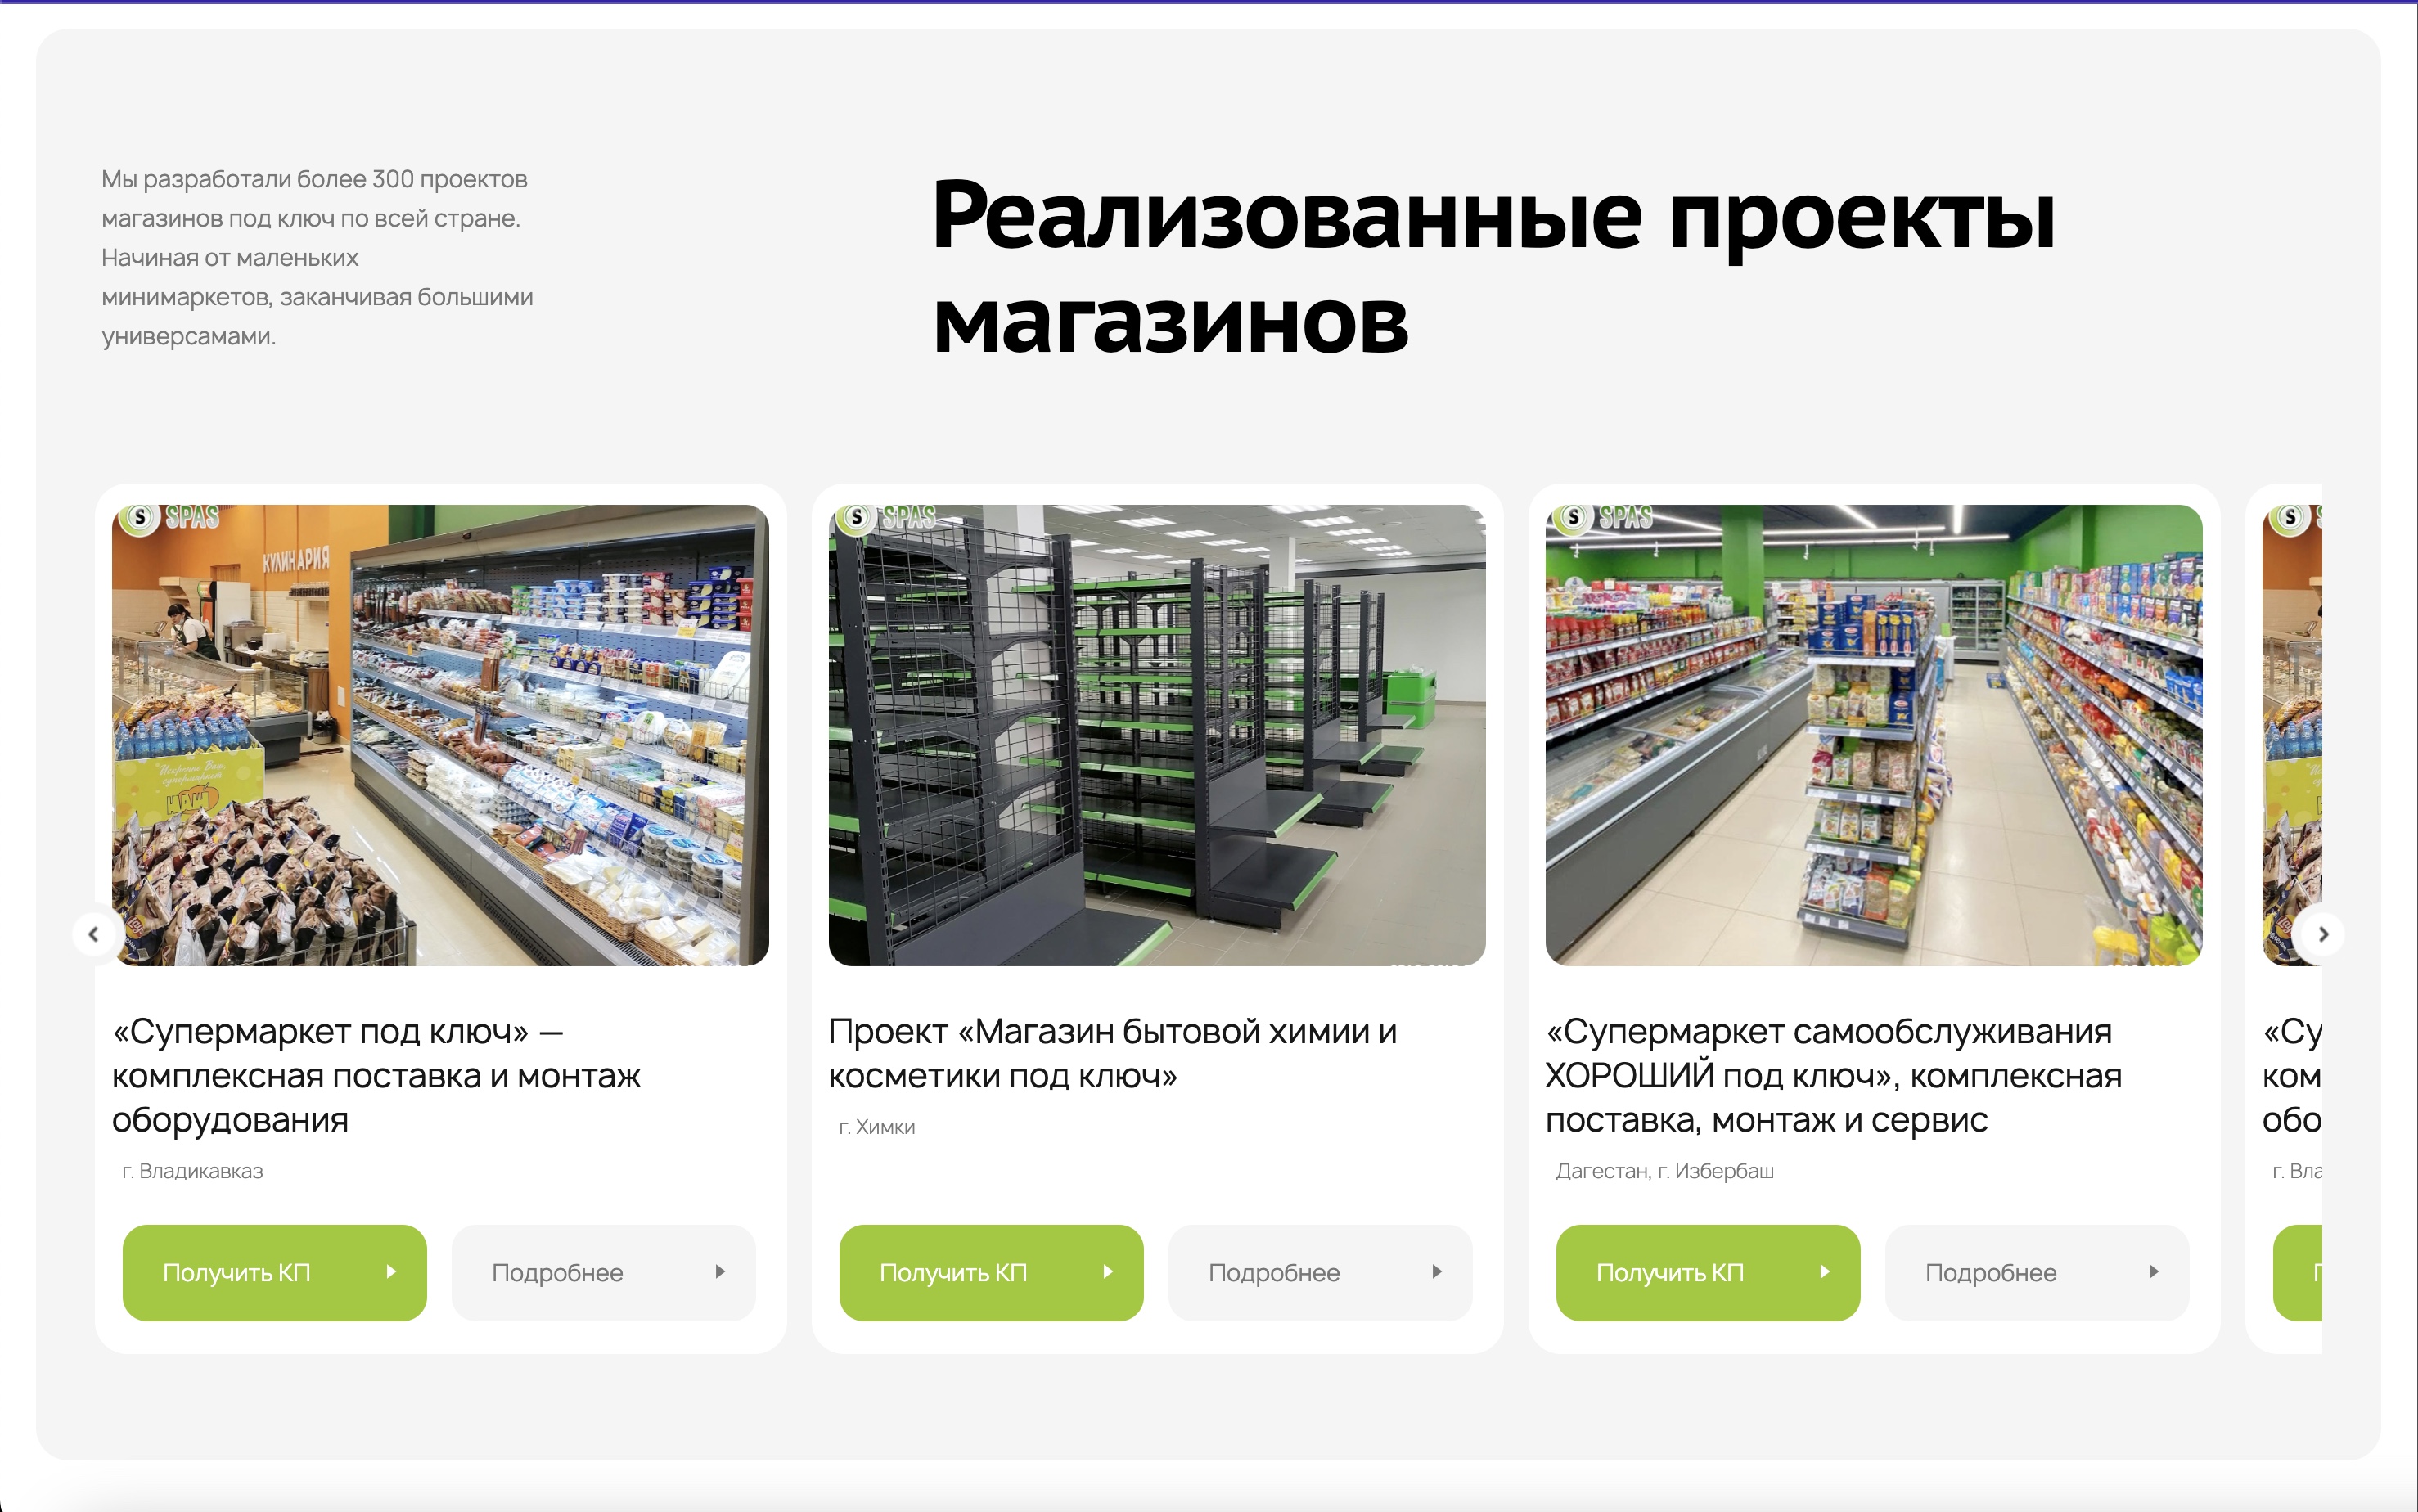 Мы разработали более 300 проектов
магазинов под ключ по всей стране.
Начиная от маленьких
минимаркетов, заканчивая большими
универсамами.
Реализованные проекты
магазинов
S SPAS
КУЛИНАРИЯ
НАШ
«Супермаркет под ключ» —
комплексная поставка и монтаж
оборудования
г. Владикавказ
Получить КП
Подробнее
S SPAS
Проект «Магазин бытовой химии и
косметики под ключ»
г. Химки
Получить КП
Подробнее
S SPAS
«Супермаркет самообслуживания
ХОРОШИЙ под ключ», комплексная
поставка, монтаж и сервис
Дагестан, г. Избербаш
Получить КП
Подробнее
S
«Су
ком
обо
г. Вла